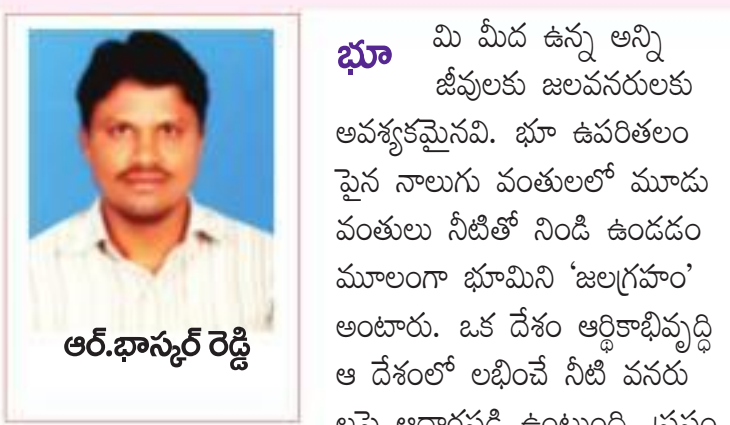 ఆర్.భాస్కర్ రెడ్డి
భూ మి మీద ఉన్న అన్ని
జీవులకు జలవనరులకు
అవశ్యకమైనవి. భూ ఉపరితలం
పైన నాలుగు వంతులలో మూడు
వంతులు నీటితో నిండి ఉండడం
మూలంగా భూమిని ‘జలగ్రహం’
అంటారు. ఒక దేశం ఆర్థికాభివృద్ధి
ఆ దేశంలో లభించే నీటి వనరు